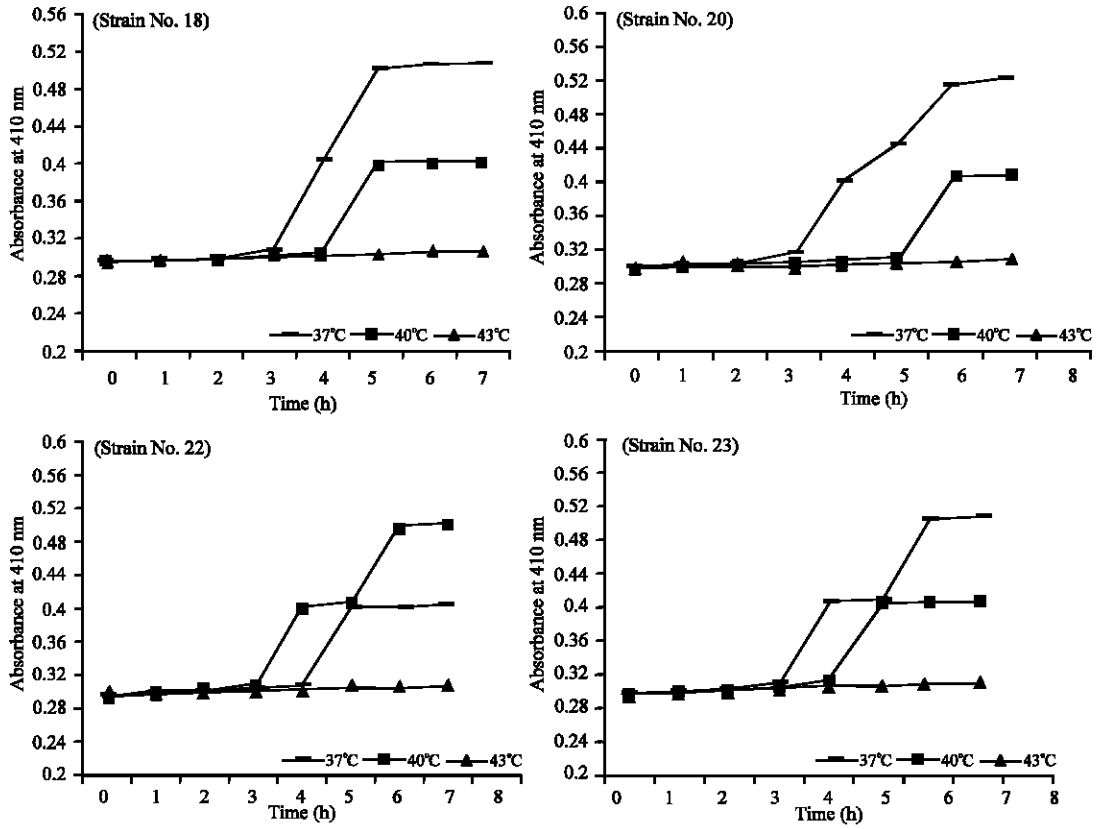 (Strain No. 18)
Absorbance at 410 nm
0.56
0.52
0.48
0.44
0.4
0.36
0.32
0.28
0.24
0.2
37°C 40°C 43°C
0 1 2 3 4 5 6 7
Time (h)
(Strain No. 20)
Absorbance at 410 nm
0.6
0.56
0.52
0.48
0.44
0.4
0.36
0.32
0.28
0.24
0.2
37°C 40°C 43°C
0 1 2 3 4 5 6 7 8
Time (h)
(Strain No. 22)
Absorbance at 410 nm
0.6
0.56
0.52
0.48
0.44
0.4
0.36
0.32
0.28
0.24
0.2
37°C 40°C 43°C
0 1 2 3 4 5 6 7 8
Time (h)
(Strain No. 23)
Absorbance at 410 nm
0.6
0.56
0.52
0.48
0.44
0.4
0.36
0.32
0.28
0.24
0.2
37°C 40°C 43°C
0 1 2 3 4 5 6 7 8
Time (h)